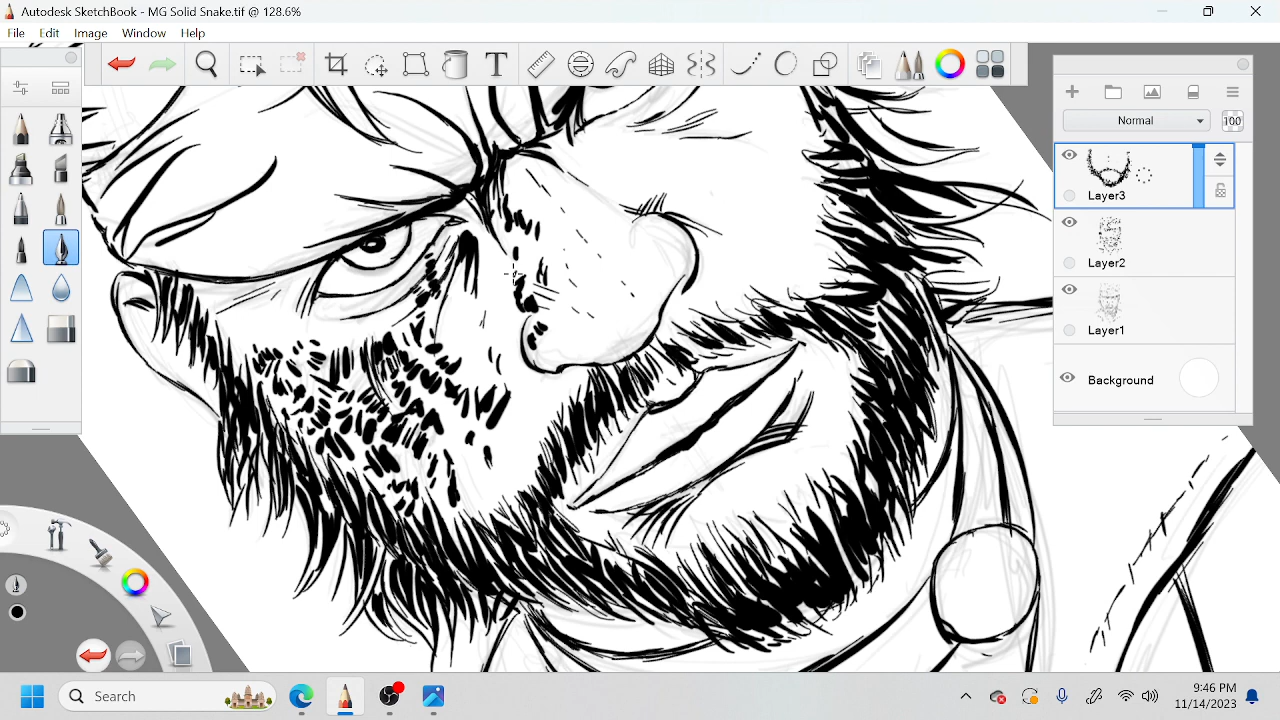 Autodesk SketchBook - MG Solid Snake.tif @ 128.6%
File Edit Image Window Help
T
Normal 100
Layer3
Layer2
Layer1
Background
Search
9:46 PM
11/14/2023